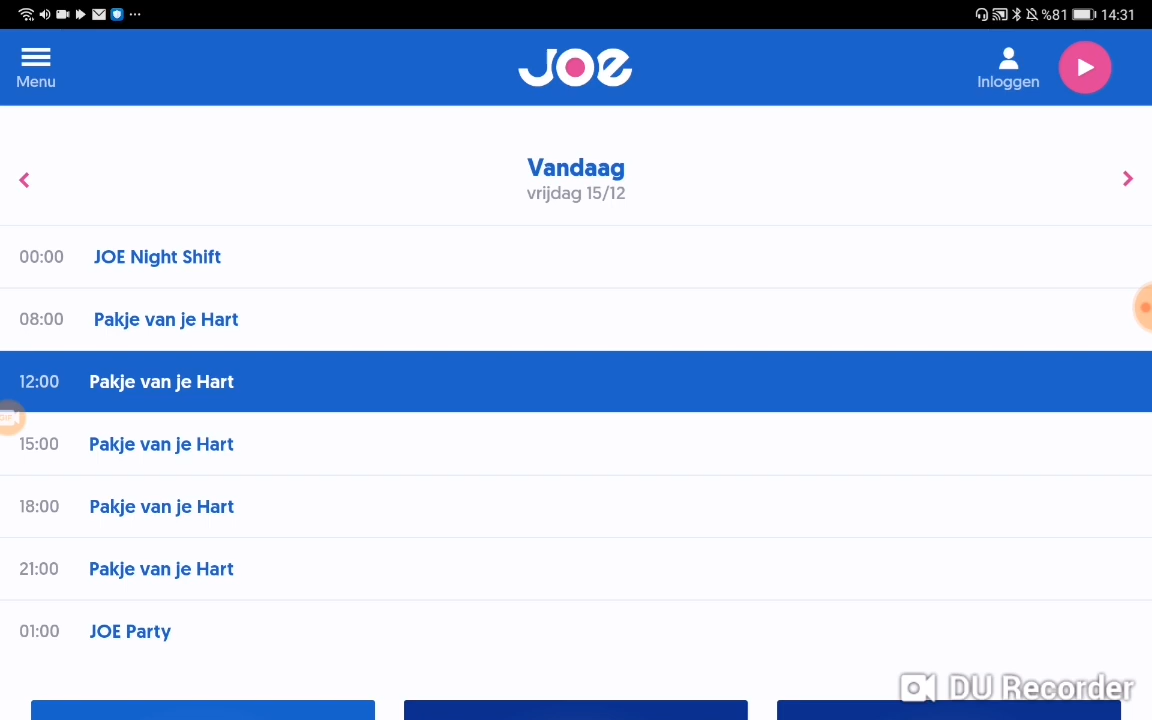 %81 14:31
Menu
JOE
Inloggen
Vandaag
vrijdag 15/12
00:00 JOE Night Shift
08:00 Pakje van je Hart
12:00 Pakje van je Hart
15:00 Pakje van je Hart
18:00 Pakje van je Hart
21:00 Pakje van je Hart
01:00 JOE Party
GIF
DU Recorder